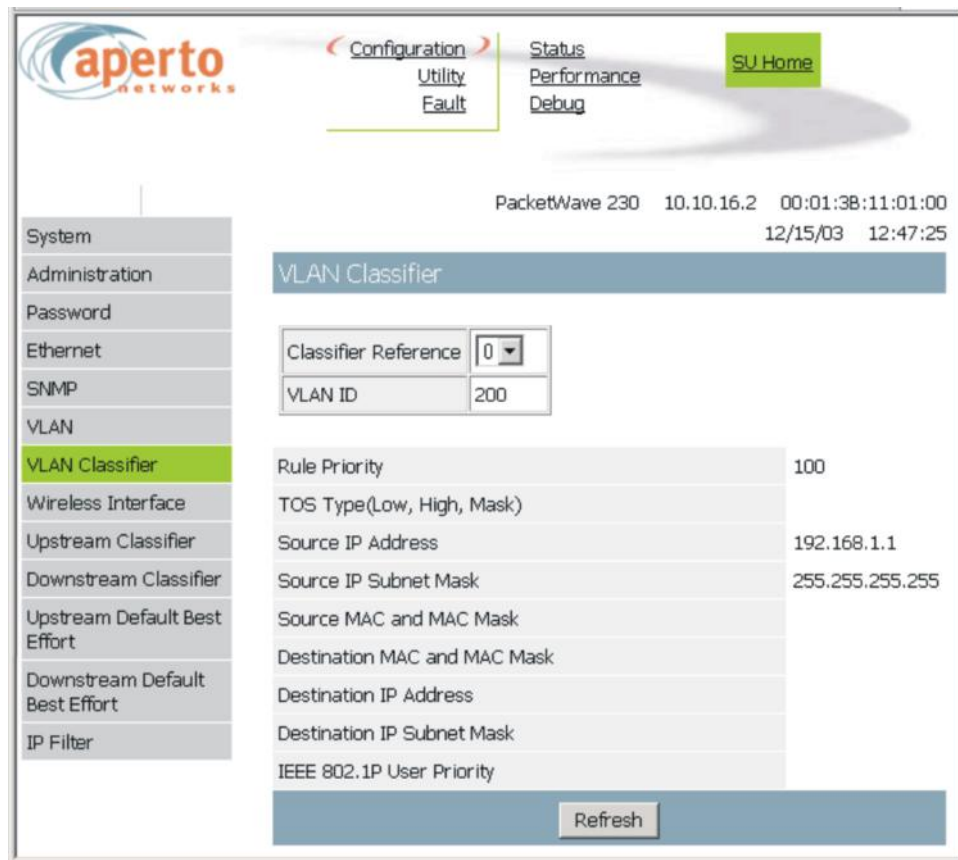 aperto
networks
Configuration
Utility
Fault
Status
Performance
Debug
SU Home
PacketWave 230 10.10.16.2 00:01:3B:11:01:00
12/15/03 12:47:25
System
Administration
Password
Ethernet
SNMP
VLAN
VLAN Classifier
Wireless Interface
Upstream Classifier
Downstream Classifier
Upstream Default Best
Effort
Downstream Default
Best Effort
IP Filter
VLAN Classifier
Classifier Reference 0
VLAN ID 200
Rule Priority 100
TOS Type(Low, High, Mask)
Source IP Address 192.168.1.1
Source IP Subnet Mask 255.255.255.255
Source MAC and MAC Mask
Destination MAC and MAC Mask
Destination IP Address
Destination IP Subnet Mask
IEEE 802.1P User Priority
Refresh